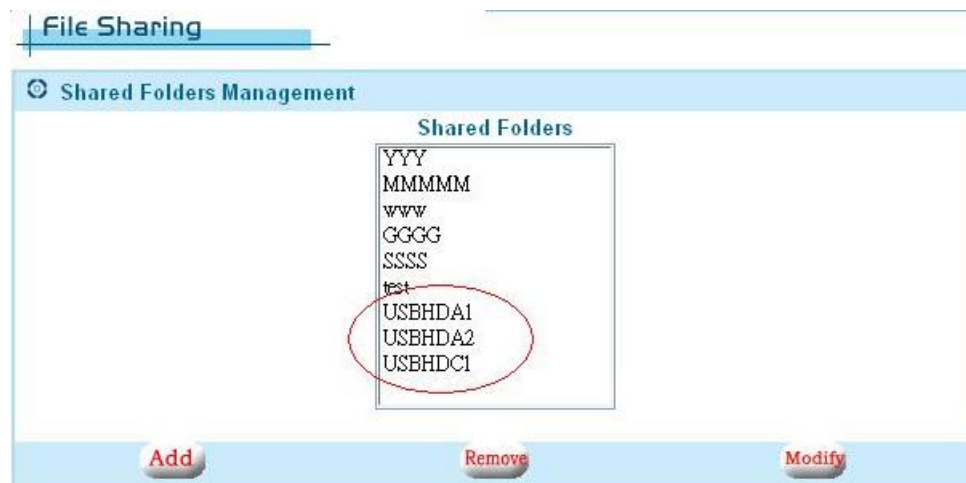 File Sharing
Shared Folders Management
Shared Folders
YYY
MMMMM
www
GGGG
SSSS
test
USBHDA1
USBHDA2
USBHDC1
Add Remove Modify